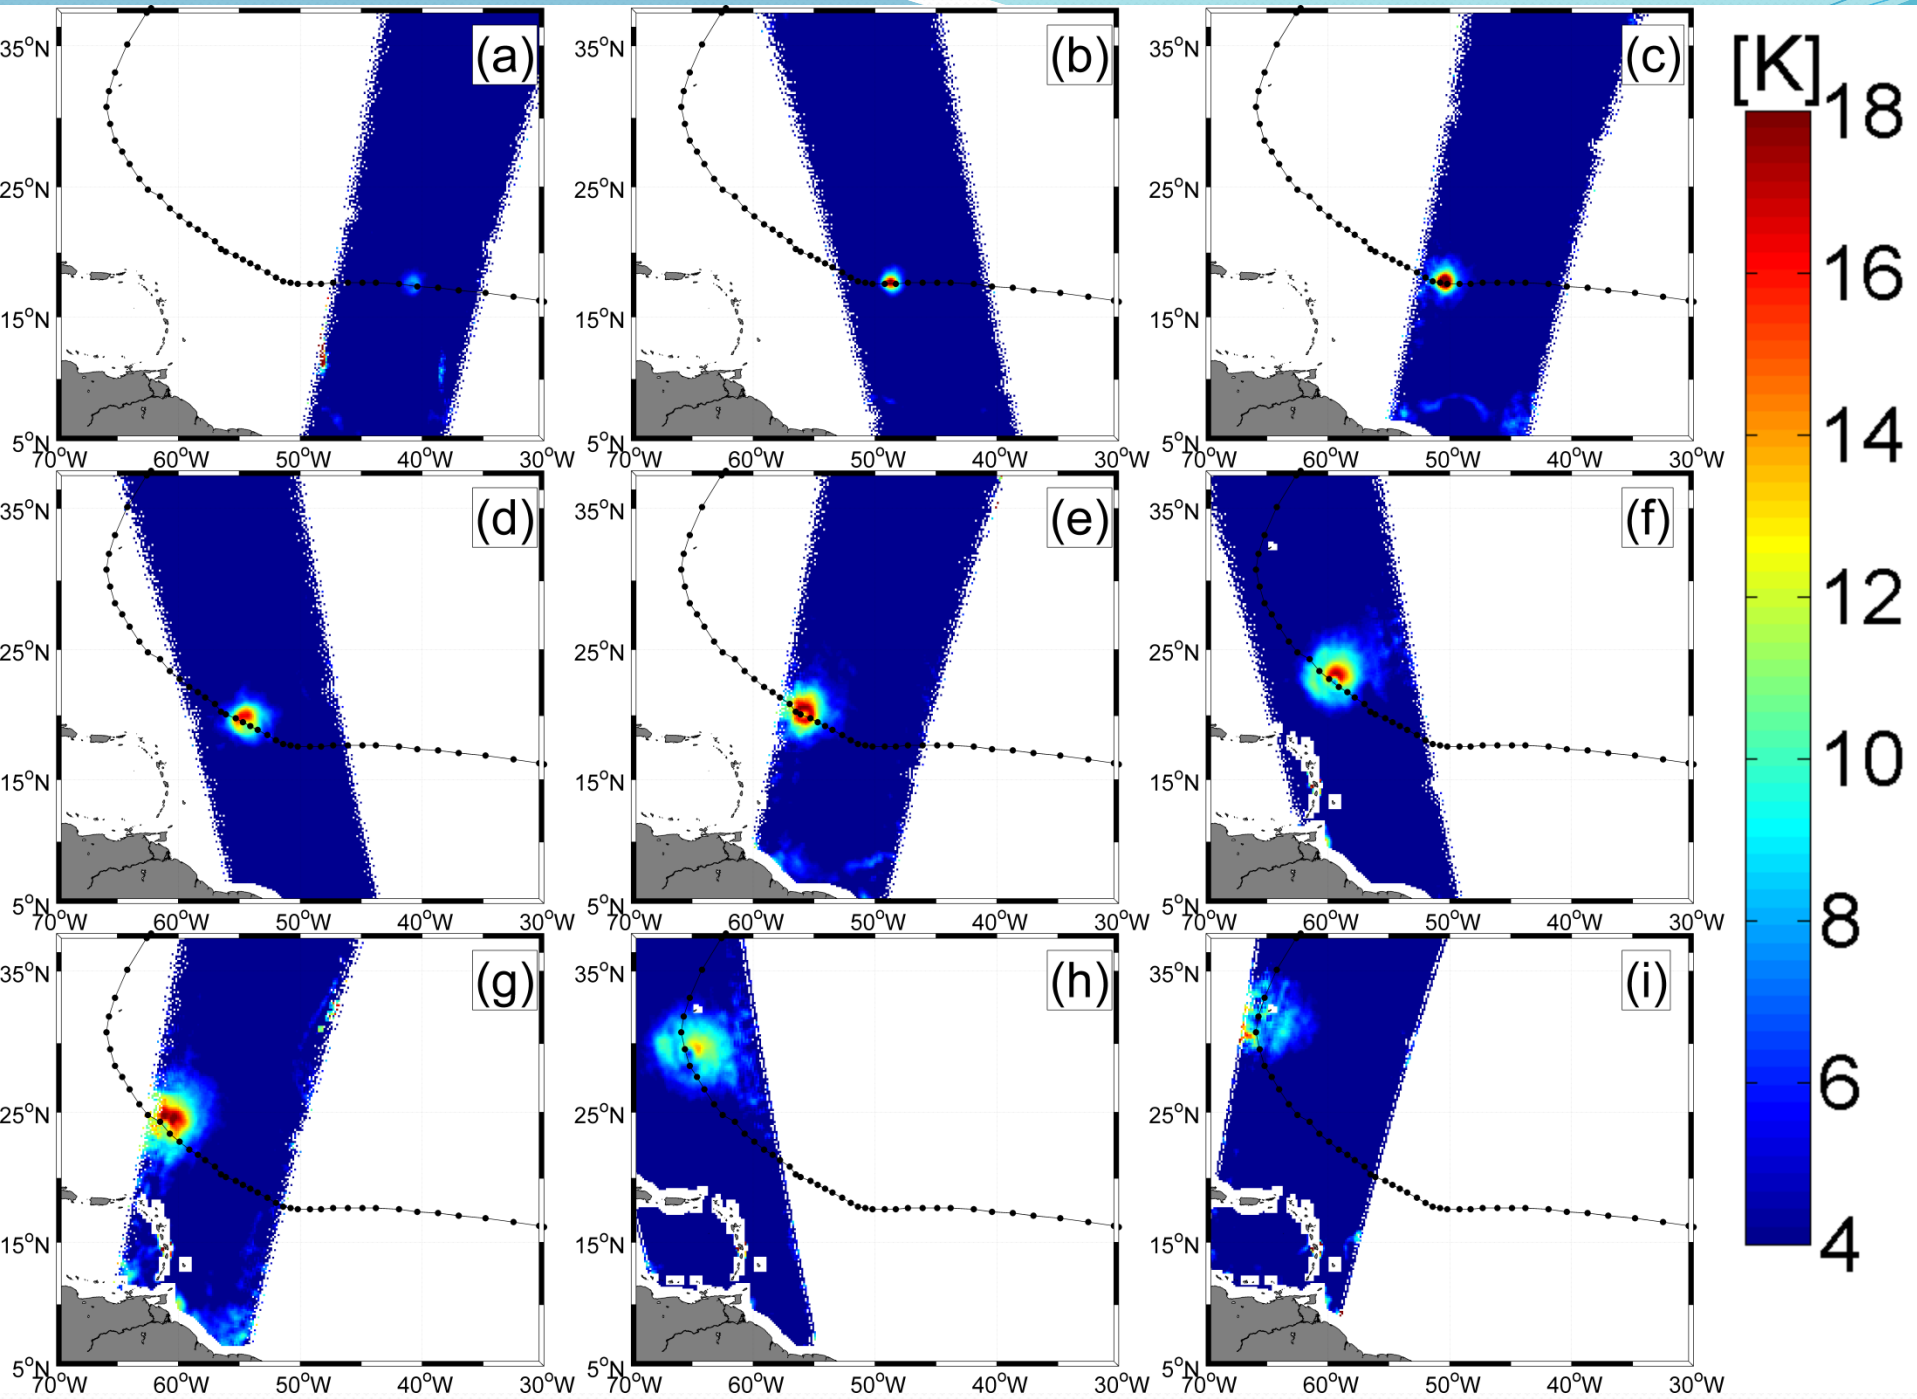 (a) (b) (c) [K]
35°N 35°N 35°N 18
25°N 25°N 25°N 16
15°N 15°N 15°N 14
5°N 5°N 5°N
70°W 60°W 50°W 40°W 30°W 70°W 60°W 50°W 40°W 30°W 70°W 60°W 50°W 40°W 30°W
(d) (e) (f)
35°N 35°N 35°N 12
25°N 25°N 25°N 10
15°N 15°N 15°N
5°N 5°N 5°N 8
70°W 60°W 50°W 40°W 30°W 70°W 60°W 50°W 40°W 30°W 70°W 60°W 50°W 40°W 30°W
(g) (h) (i)
35°N 35°N 35°N
25°N 25°N 25°N 6
15°N 15°N 15°N 4
5°N 5°N 5°N
70°W 60°W 50°W 40°W 30°W 70°W 60°W 50°W 40°W 30°W 70°W 60°W 50°W 40°W 30°W